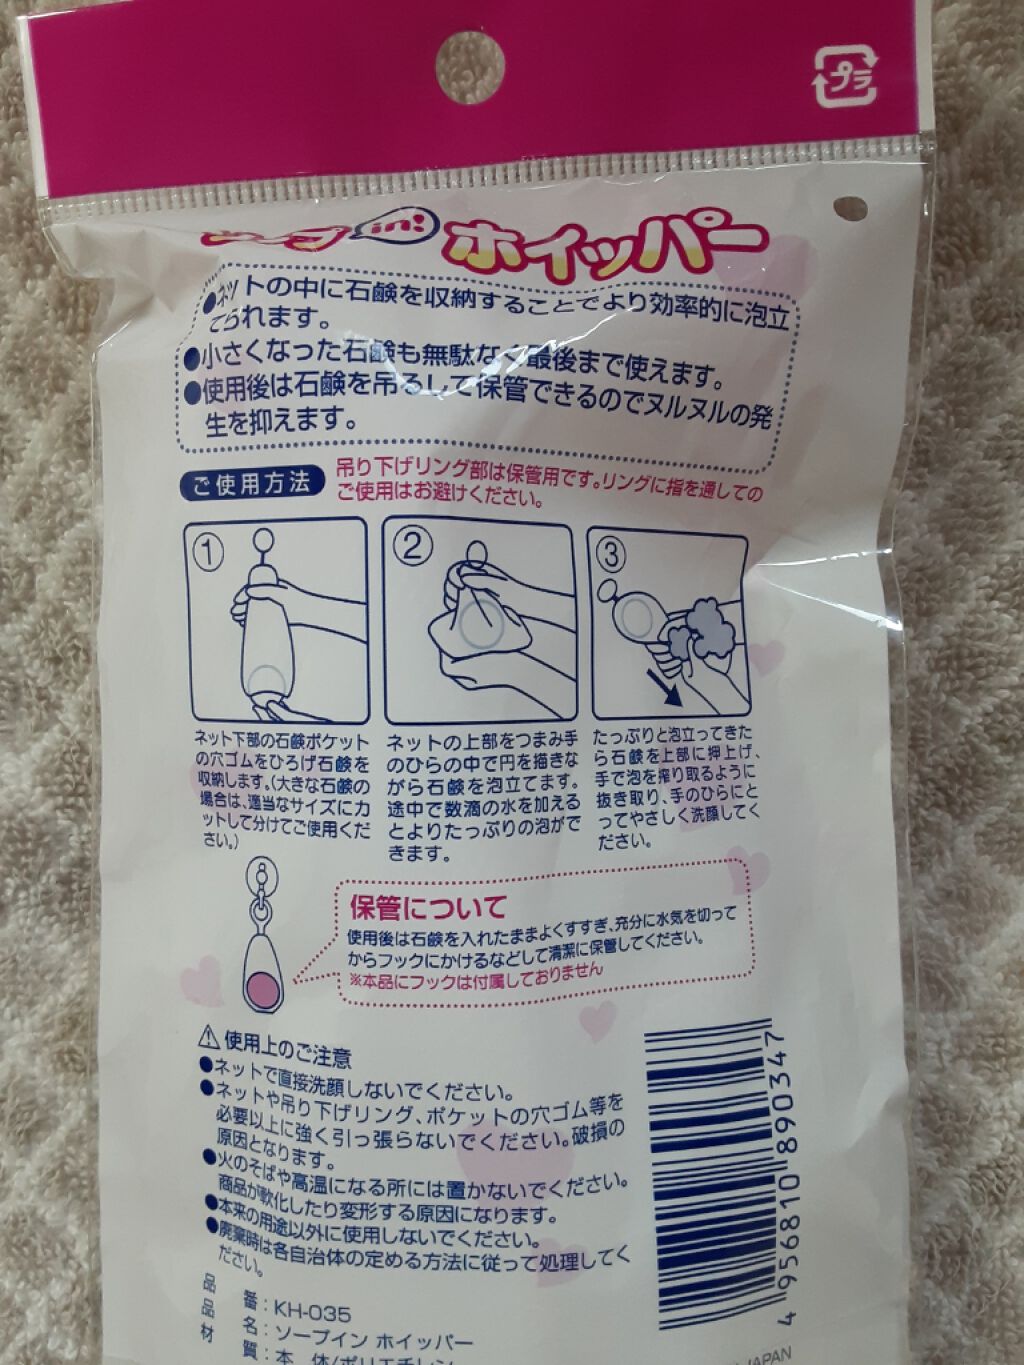 プラ
ソープ in ホイッパー
●ネットの中に石鹸を収納することでより効率的に泡立
てられます。
●小さくなった石鹸も無駄なく最後まで使えます。
●使用後は石鹸を吊るして保管できるのでヌルヌルの発
生を抑えます。
ご使用方法
吊り下げリング部は保管用です。リングに指を通しての
ご使用はお避けください。
①
ネット下部の石鹸ポケット
の穴ゴムをひろげ石鹸を
収納します。(大きな石鹸の
場合は、適当なサイズにカ
ットして分けてご使用くだ
さい。)
②
ネットの上部をつまみ手
のひらの中で円を描きな
がら石鹸を泡立てます。
途中で数滴の水を加える
とよりたっぷりの泡がで
きます。
③
たっぷりと泡立ってきた
ら石鹸を上部に押上げ、
手で泡を搾り取るように
抜き取り、手のひらにと
ってやさしく洗顔してく
ださい。
保管について
使用後は石鹸を入れたままよくすすぎ、充分に水気を切って
からフックにかけるなどして清潔に保管してください。
※本品にフックは付属しておりません
⚠使用上のご注意
●ネットで直接洗顔しないでください。
●ネットや吊り下げリング、ポケットの穴ゴム等を
必要以上に強く引っ張らないでください。破損の
原因となります。
●火のそばや高温になる所には置かないでください。
商品が軟化したり変形する原因になります。
●本来の用途以外に使用しないでください。
●廃棄時は各自治体の定める方法に従って処理してく
ださい。
品 番:KH-035
品 名:ソープイン ホイッパー
材 質:本 体/ポリエチレン
4956810890347
JAPAN